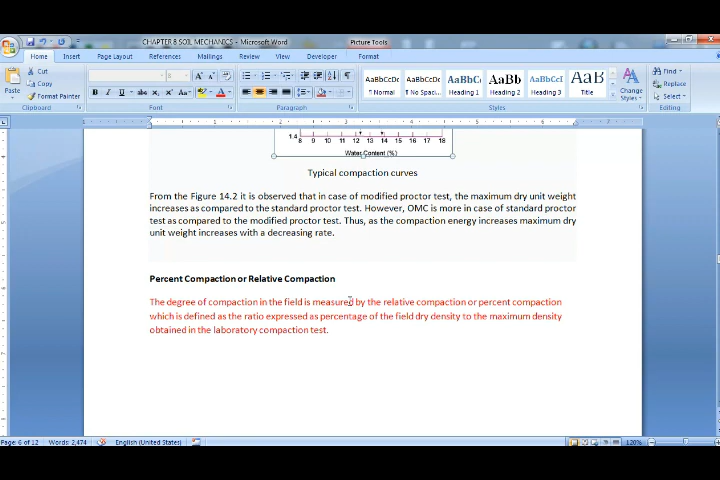 CHAPTER 8 SOIL MECHANICS - Microsoft Word
Picture Tools
Home Insert Page Layout References Mailings Review View Developer Format
Paste
Cut
Copy
Format Painter
Clipboard
Font
Paragraph
AaBbCcDc AaBbCcDc AaBbC AaBbC AaBbCcI AaB
¶ Normal ¶ No Spaci... Heading 1 Heading 2 Heading 3 Title
Change Styles
Styles
Find
Replace
Select
Editing
1.4
8 9 10 11 12 13 14 15 16 17 18
Water Content (%)
Typical compaction curves
From the Figure 14.2 it is observed that in case of modified proctor test, the maximum dry unit weight
increases as compared to the standard proctor test. However, OMC is more in case of standard proctor
test as compared to the modified proctor test. Thus, as the compaction energy increases maximum dry
unit weight increases with a decreasing rate.
Percent Compaction or Relative Compaction
The degree of compaction in the field is measured by the relative compaction or percent compaction
which is defined as the ratio expressed as percentage of the field dry density to the maximum density
obtained in the laboratory compaction test.
Page: 6 of 12 Words: 2,474 English (United States) 120%